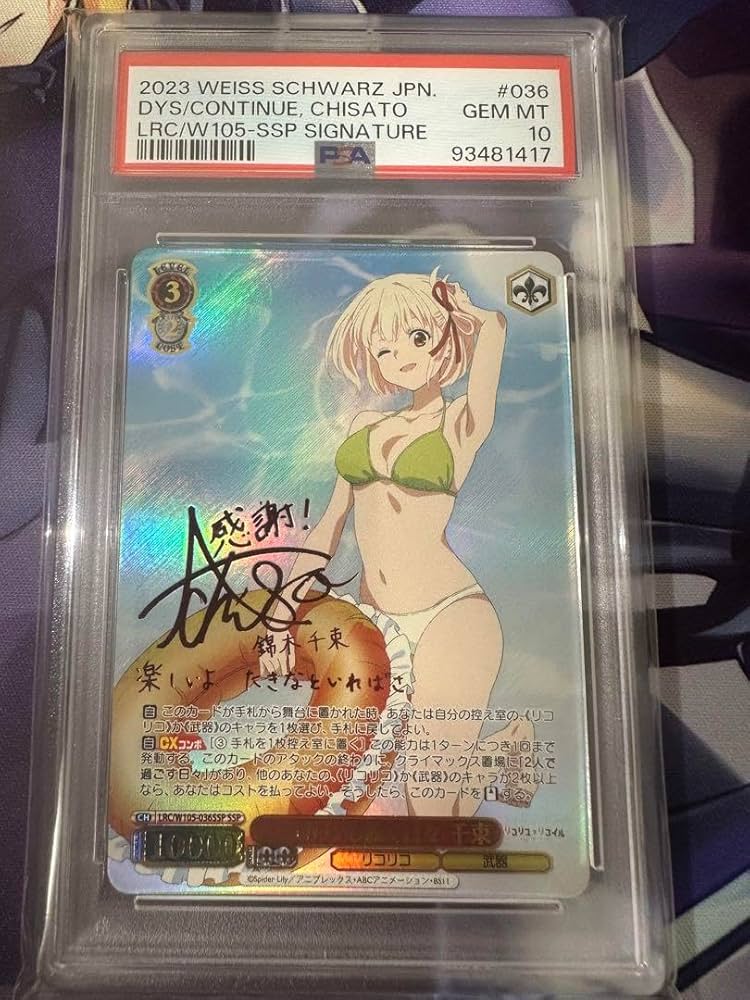 2023 WEISS SCHWARZ JPN. #036
DYS/CONTINUE, CHISATO GEM MT
LRC/W105-SSP SIGNATURE 10
PSA 93481417
3
2
感謝!
錦木千束
楽しいよ たきなといればさ
自 このカードが手札から舞台に置かれた時、あなたは自分の控え室の、《リコ
リコ》か《武器》のキャラを1枚選び、手札に戻してよい。
自 CXコンボ [③ 手札を1枚控え室に置く] この能力は1ターンにつき1回まで
発動する。このカードのアタックの終わりに、クライマックス置場に「2人で
過ごす日々」があり、他のあなたの、《リコリコ》か《武器》のキャラが2枚以上
なら、あなたはコストを払ってよい。そうしたら、このカードを する。
CH LRC/W105-036SSP SSP
千束 リコリス・リコイル
10000 リコリコ 武器
©Spider Lily/アニプレックス・ABCアニメーション・BS11